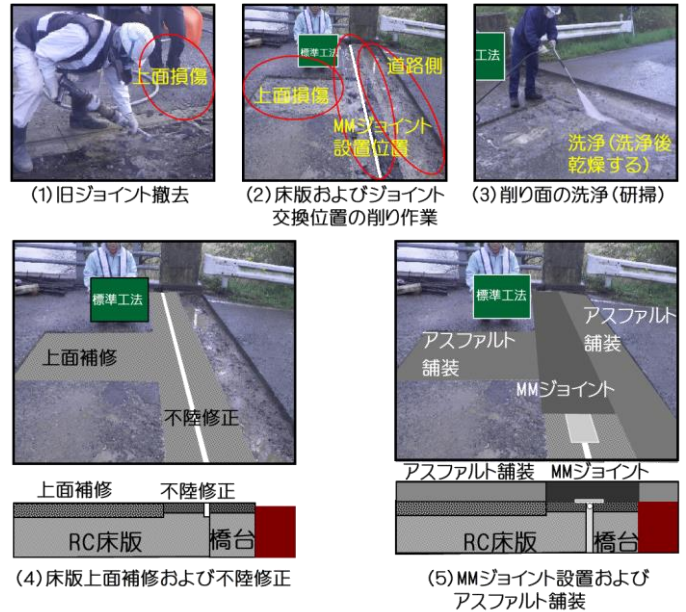 上面損傷
(1)旧ジョイント撤去
標準工法
道路側
上面損傷
MMジョイント
設置位置
(2)床版およびジョイント
交換位置の削り作業
工法
洗浄(洗浄後
乾燥する)
(3)削り面の洗浄(研掃)
標準工法
上面補修
不陸修正
上面補修
不陸修正
RC床版
橋台
(4)床版上面補修および不陸修正
標準工法
アスファルト
舗装
アスファルト
舗装
MMジョイント
アスファルト舗装
MMジョイント
RC床版
橋台
(5)MMジョイント設置および
アスファルト舗装